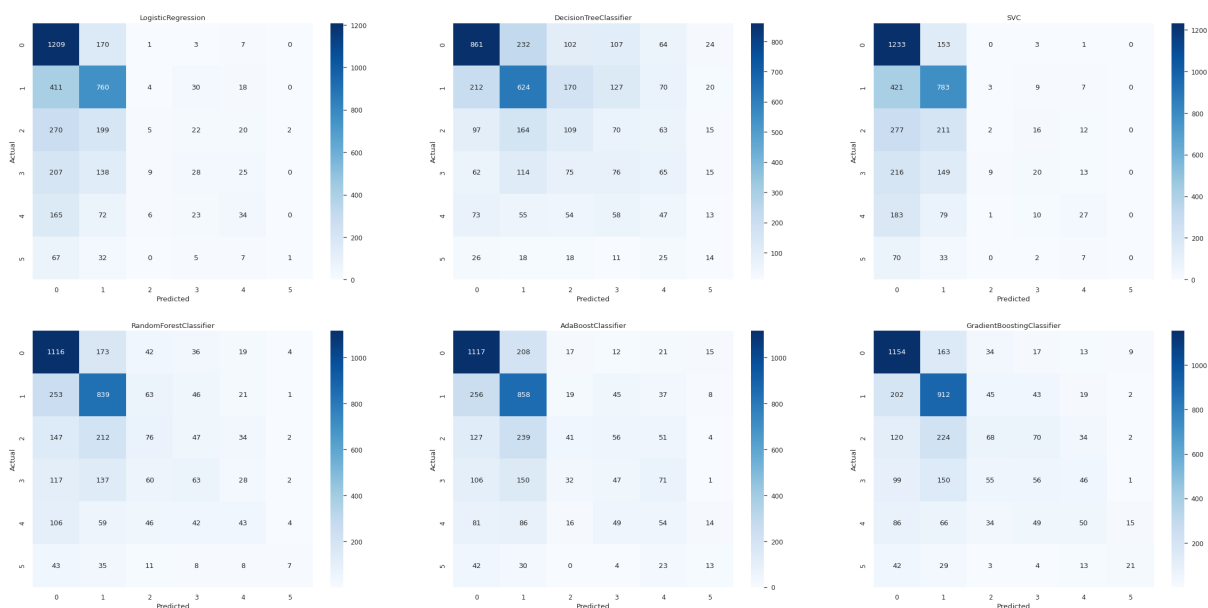 LogisticRegression
0 1209 170 1 3 7 0
1 411 760 4 30 18 0
2 270 199 5 22 20 2
3 207 138 9 28 25 0
4 165 72 6 23 34 0
5 67 32 0 5 7 1
0 1 2 3 4 5
Actual
Predicted
1200
1000
800
600
400
200
0
DecisionTreeClassifier
0 861 232 102 107 64 24
1 212 624 170 127 70 20
2 97 164 109 70 63 15
3 62 114 75 76 65 15
4 73 55 54 58 47 13
5 26 18 18 11 25 14
0 1 2 3 4 5
Actual
Predicted
800
700
600
500
400
300
200
100
SVC
0 1233 153 0 3 1 0
1 421 783 3 9 7 0
2 277 211 2 16 12 0
3 216 149 9 20 13 0
4 183 79 1 10 27 0
5 70 33 0 2 7 0
0 1 2 3 4 5
Actual
Predicted
1200
1000
800
600
400
200
0
RandomForestClassifier
0 1116 173 42 36 19 4
1 253 839 63 46 21 1
2 147 212 76 47 34 2
3 117 137 60 63 28 2
4 106 59 46 42 43 4
5 43 35 11 8 8 7
0 1 2 3 4 5
Actual
Predicted
1000
800
600
400
200
AdaBoostClassifier
0 1117 208 17 12 21 15
1 256 858 19 45 37 8
2 127 239 41 56 51 4
3 106 150 32 47 71 1
4 81 86 16 49 54 14
5 42 30 0 4 23 13
0 1 2 3 4 5
Actual
Predicted
1000
800
600
400
200
0
GradientBoostingClassifier
0 1154 163 34 17 13 9
1 202 912 45 43 19 2
2 120 224 68 70 34 2
3 99 150 55 56 46 1
4 86 66 34 49 50 15
5 42 29 3 4 13 21
0 1 2 3 4 5
Actual
Predicted
1000
800
600
400
200